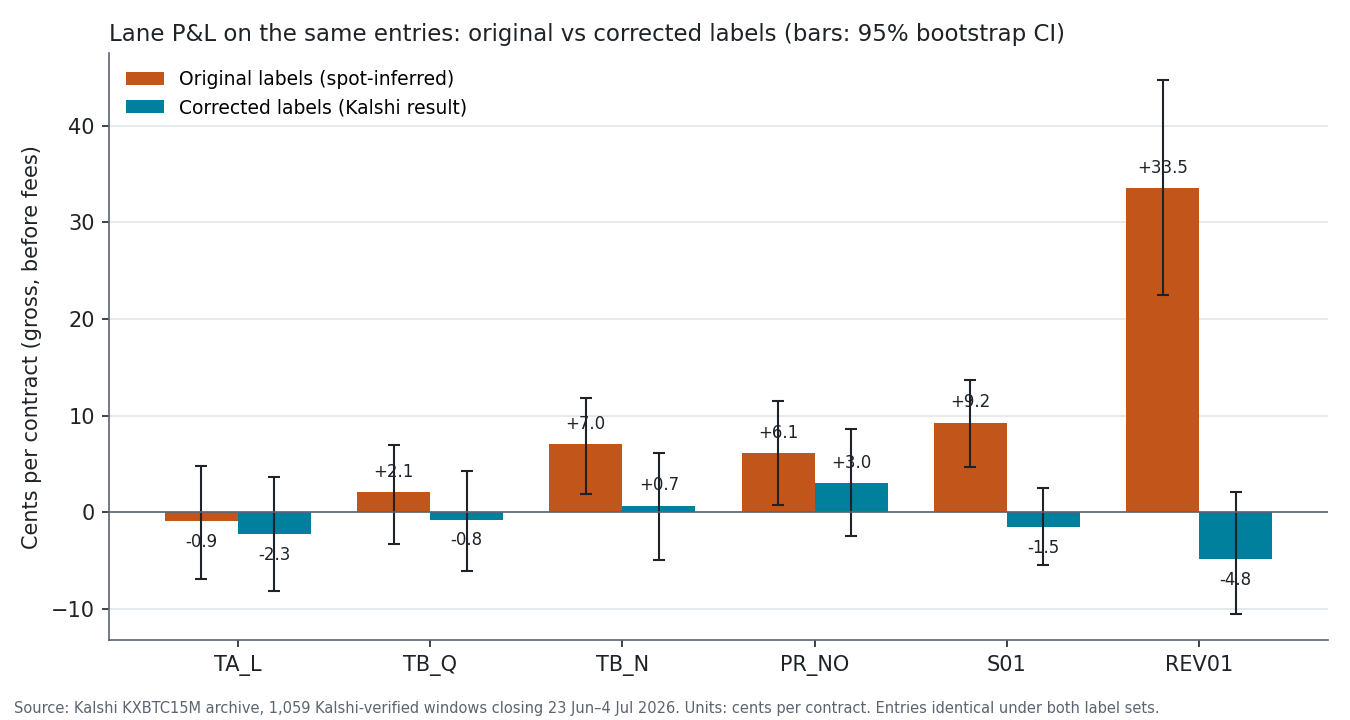 Lane P&L on the same entries: original vs corrected labels (bars: 95% bootstrap CI)
Original labels (spot-inferred)
Corrected labels (Kalshi result)
Cents per contract (gross, before fees)
40
30
20
10
0
−10
-0.9
-2.3
+2.1
-0.8
+7.0
+0.7
+6.1
+3.0
+9.2
-1.5
+33.5
-4.8
TA_L
TB_Q
TB_N
PR_NO
S01
REV01
Source: Kalshi KXBTC15M archive, 1,059 Kalshi-verified windows closing 23 Jun–4 Jul 2026. Units: cents per contract. Entries identical under both label sets.